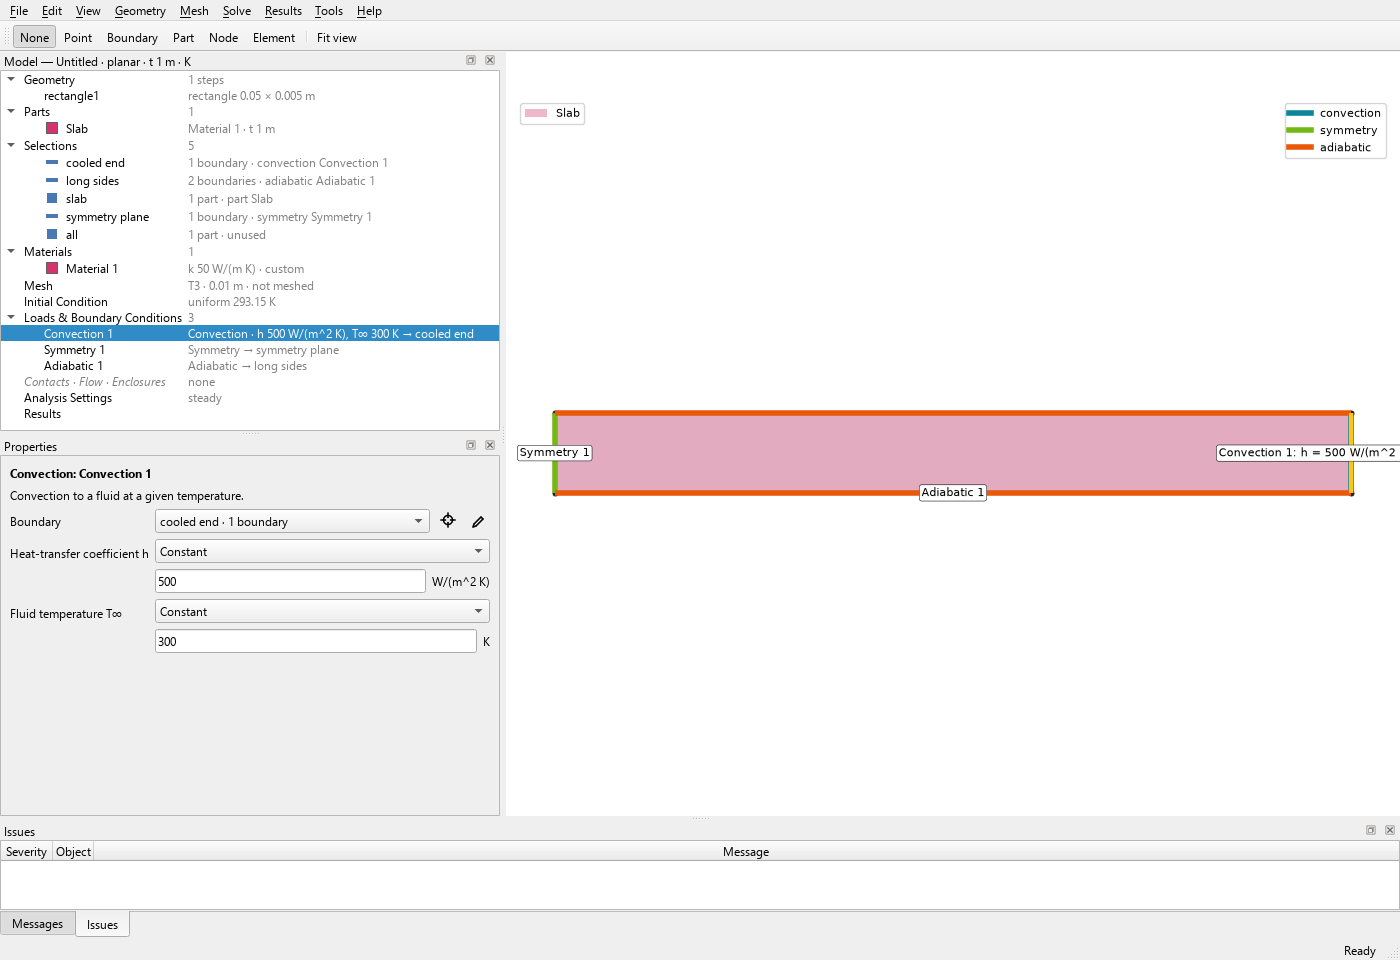 File Edit View Geometry Mesh Solve Results Tools Help
None Point Boundary Part Node Element Fit view
Model — Untitled · planar · t 1 m · K
Geometry 1 steps
rectangle1 rectangle 0.05 × 0.005 m
Parts 1
Slab Material 1 · t 1 m
Selections 5
cooled end 1 boundary · convection Convection 1
long sides 2 boundaries · adiabatic Adiabatic 1
slab 1 part · part Slab
symmetry plane 1 boundary · symmetry Symmetry 1
all 1 part · unused
Materials 1
Material 1 k 50 W/(m K) · custom
Mesh T3 · 0.01 m · not meshed
Initial Condition uniform 293.15 K
Loads & Boundary Conditions 3
Convection 1 Convection · h 500 W/(m^2 K), T∞ 300 K → cooled end
Symmetry 1 Symmetry → symmetry plane
Adiabatic 1 Adiabatic → long sides
Contacts · Flow · Enclosures none
Analysis Settings steady
Results
Properties
Convection: Convection 1
Convection to a fluid at a given temperature.
Boundary cooled end · 1 boundary
Heat-transfer coefficient h Constant
500 W/(m^2 K)
Fluid temperature T∞ Constant
300 K
Slab
convection
symmetry
adiabatic
Symmetry 1
Convection 1: h = 500 W/(m^2
Adiabatic 1
Issues
Severity Object Message
Messages Issues
Ready